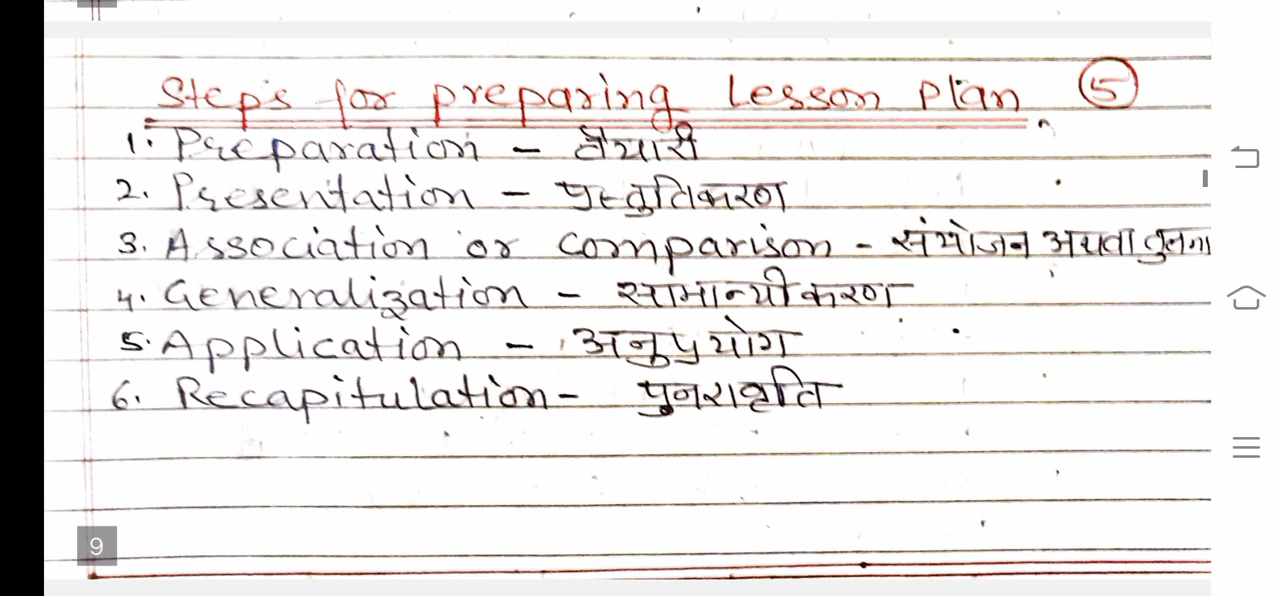 Steps for preparing Lesson plan ⑤
1. Preparation - तैयारी
2. Presentation - प्रस्तुतिकरण
3. Association or comparison - संयोजन अथवा तुलना
4. Generalization - सामान्यीकरण
5. Application - अनुप्रयोग
6. Recapitulation - पुनरावृति
9